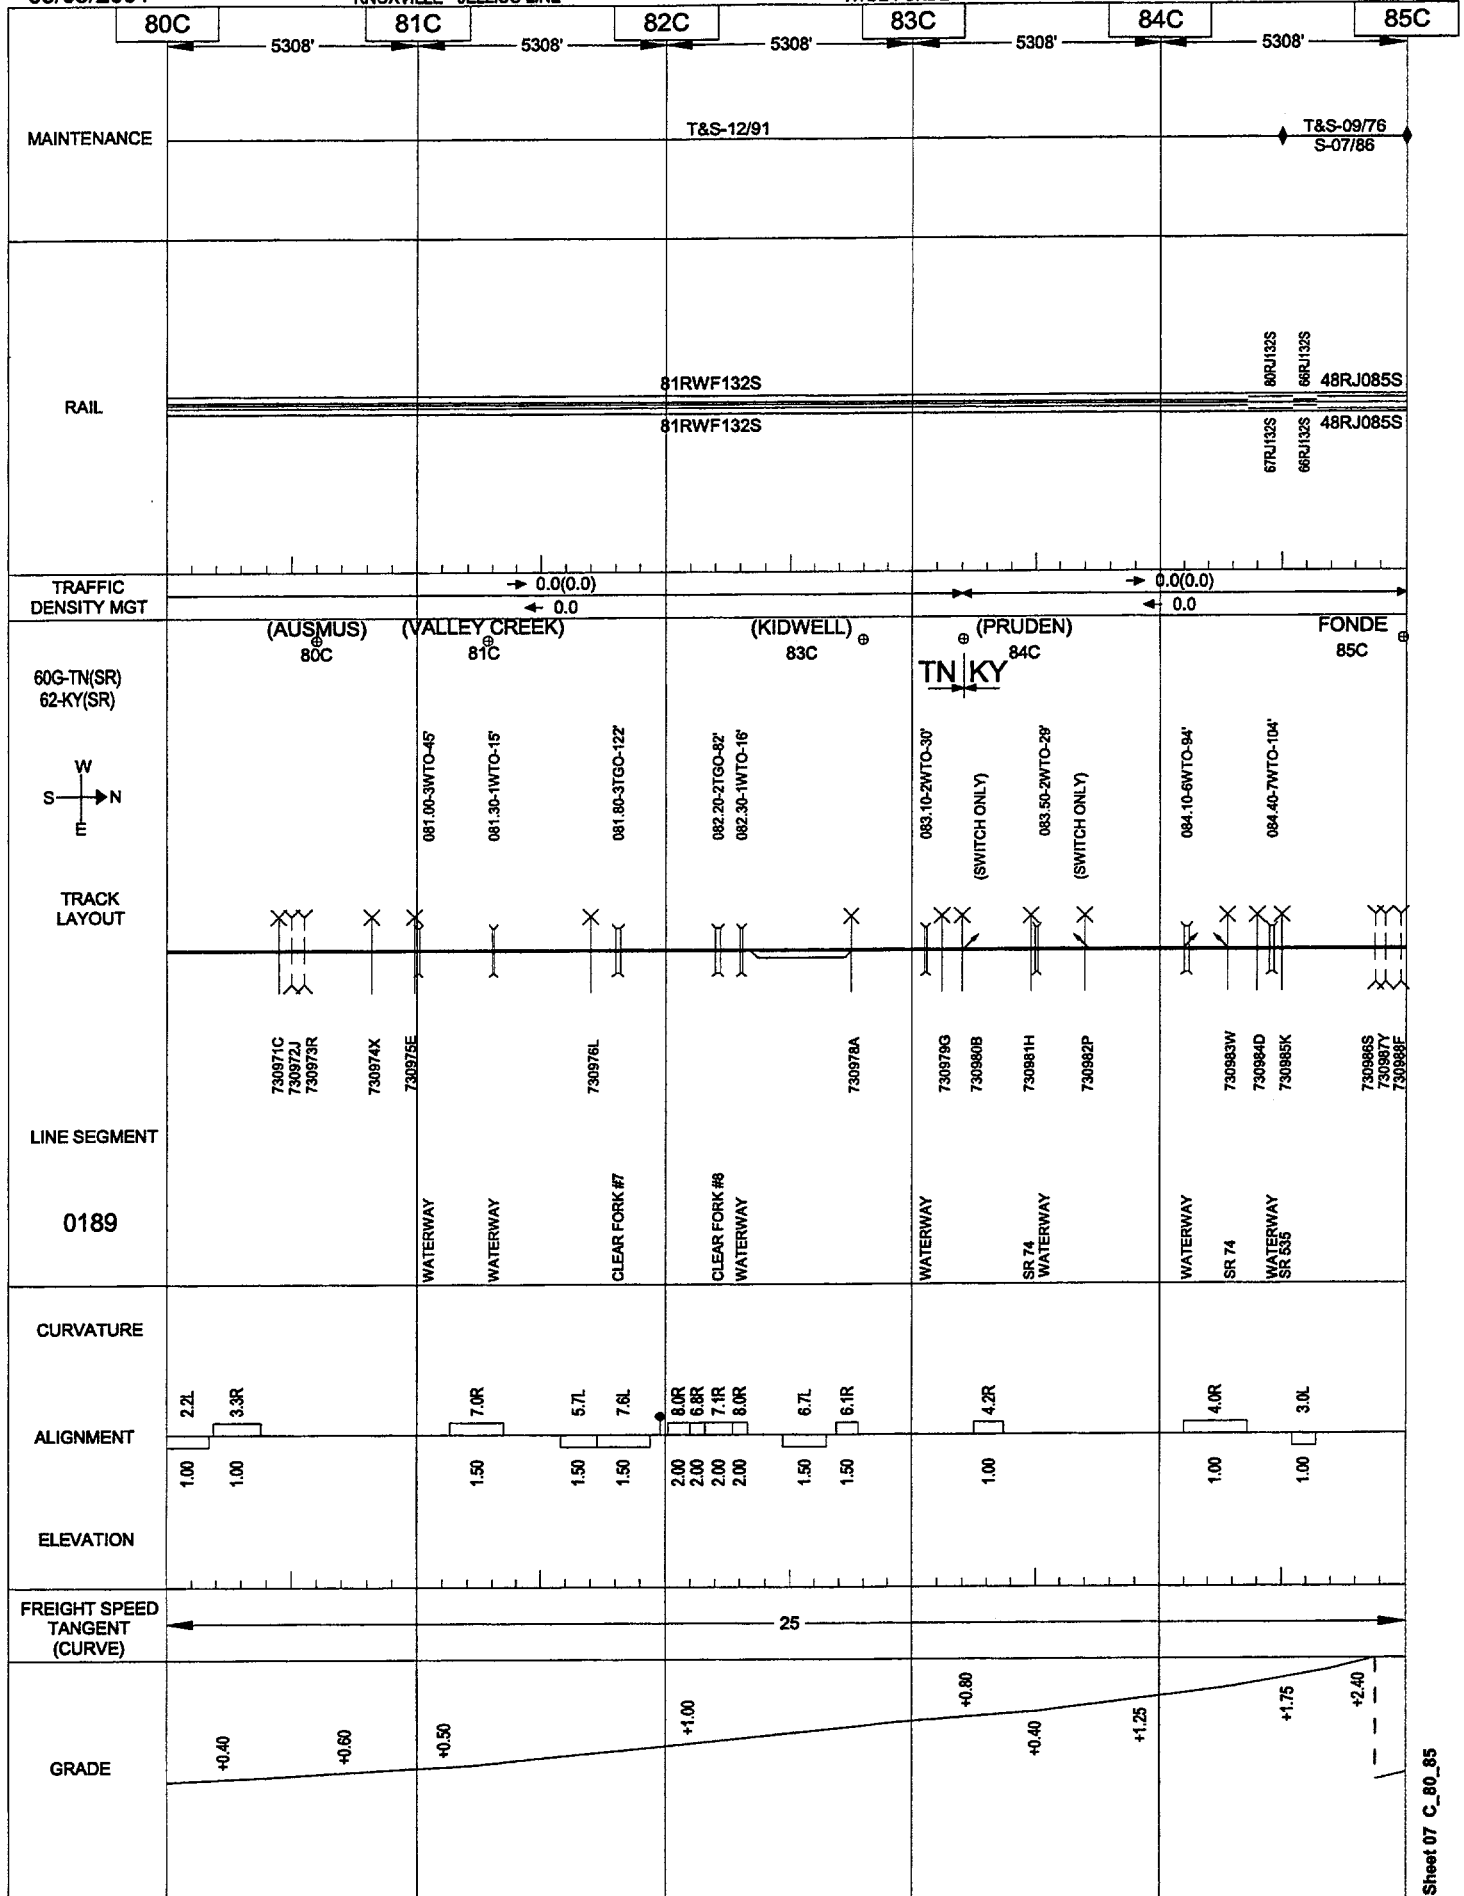 80C 81C 82C 83C 84C 85C
5308' 5308' 5308' 5308' 5308'
MAINTENANCE
T&S-12/91
T&S-09/76
S-07/86
RAIL
81RWF132S
81RWF132S
80RJ132S
66RJ132S
48RJ085S
67RJ132S
66RJ132S
48RJ085S
TRAFFIC
DENSITY MGT
0.0(0.0)
0.0
0.0(0.0)
0.0
(AUSMUS) (VALLEY CREEK) (KIDWELL) (PRUDEN) FONDE
80C 81C 83C 84C 85C
TN KY
60G-TN(SR)
62-KY(SR)
W
S N
E
081.00-3WTO-45'
081.30-1WTO-15'
081.80-3TGO-122'
082.20-2TGO-82'
082.30-1WTO-16'
083.10-2WTO-30'
(SWITCH ONLY)
083.50-2WTO-29'
(SWITCH ONLY)
084.10-6WTO-94'
084.40-7WTO-104'
TRACK
LAYOUT
730971C
730972J
730973R
730974X
730975E
730976L
730978A
730979G
730980B
730981H
730982P
730983W
730984D
730985K
730986S
730987Y
730988F
LINE SEGMENT
0189
WATERWAY
WATERWAY
CLEAR FORK #7
CLEAR FORK #8
WATERWAY
WATERWAY
SR 74
WATERWAY
WATERWAY
SR 74
WATERWAY
SR 535
CURVATURE
2.2L 3.3R 7.0R 5.7L 7.6L 8.0R 6.8R 7.1R 8.0R 6.7L 6.1R 4.2R 4.0R 3.0L
ALIGNMENT
1.00 1.00 1.50 1.50 1.50 2.00 2.00 2.00 2.00 1.50 1.50 1.00 1.00 1.00
ELEVATION
FREIGHT SPEED
TANGENT
(CURVE)
25
GRADE
+0.40
+0.60
+0.50
+1.00
+0.80
+0.40
+1.25
+1.75
+2.40
Sheet 07 C_80_85